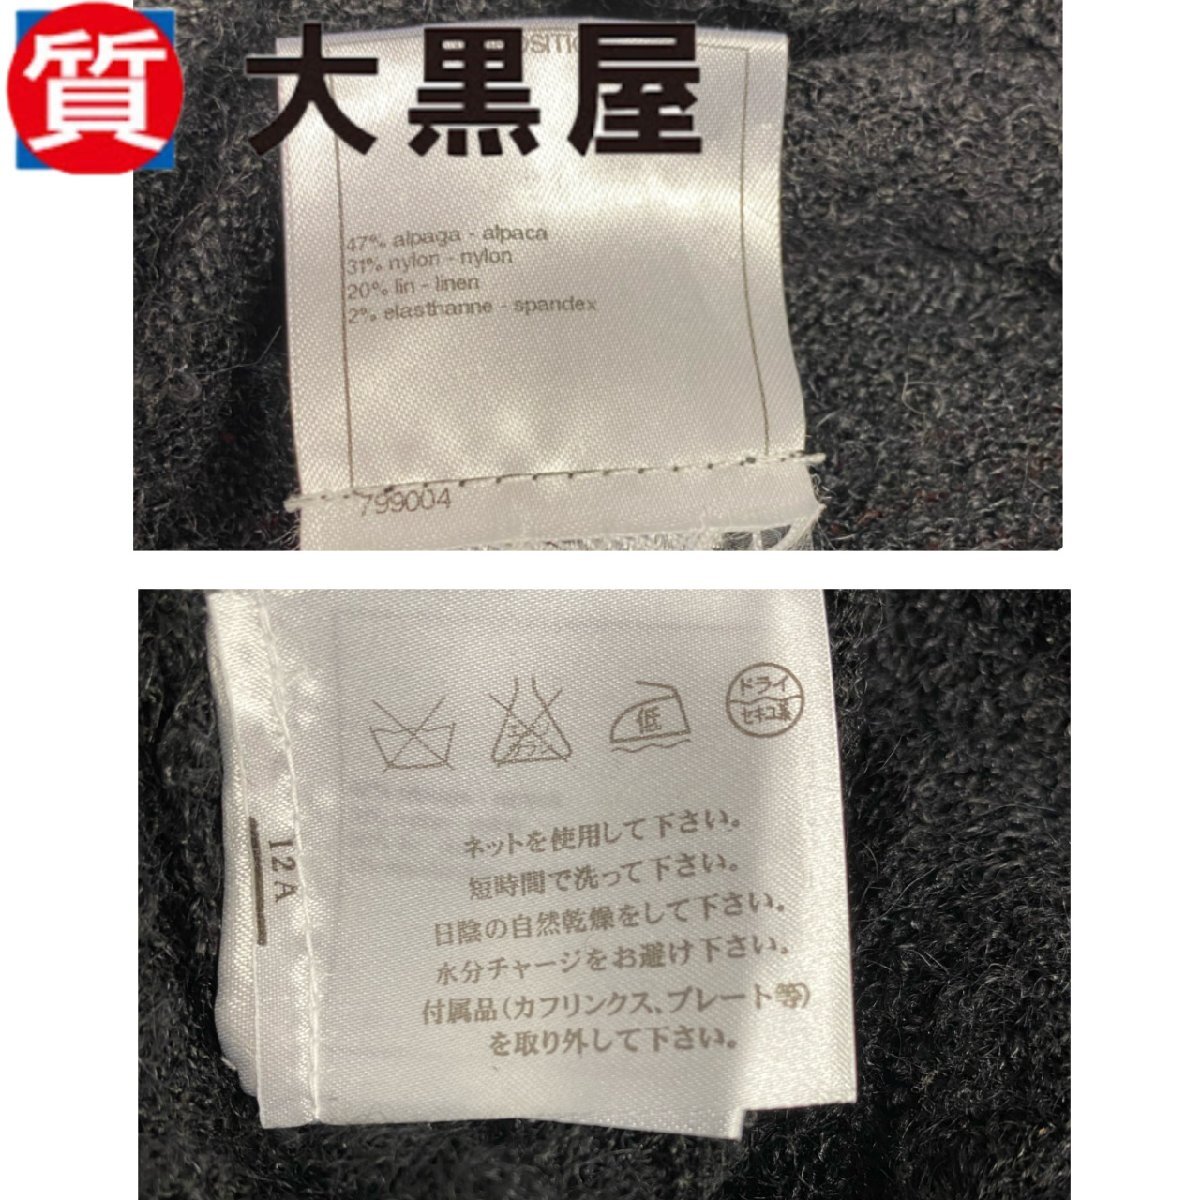 質 大黒屋
47% alpaga - alpaca
31% nylon - nylon
20% lin - linen
2% elasthanne - spandex
799004
低
ドライ
セキユ系
12A
ネットを使用して下さい。
短時間で洗って下さい。
日陰の自然乾燥をして下さい。
水分チャージをお避け下さい。
付属品(カフリンクス、プレート等)
を取り外して下さい。